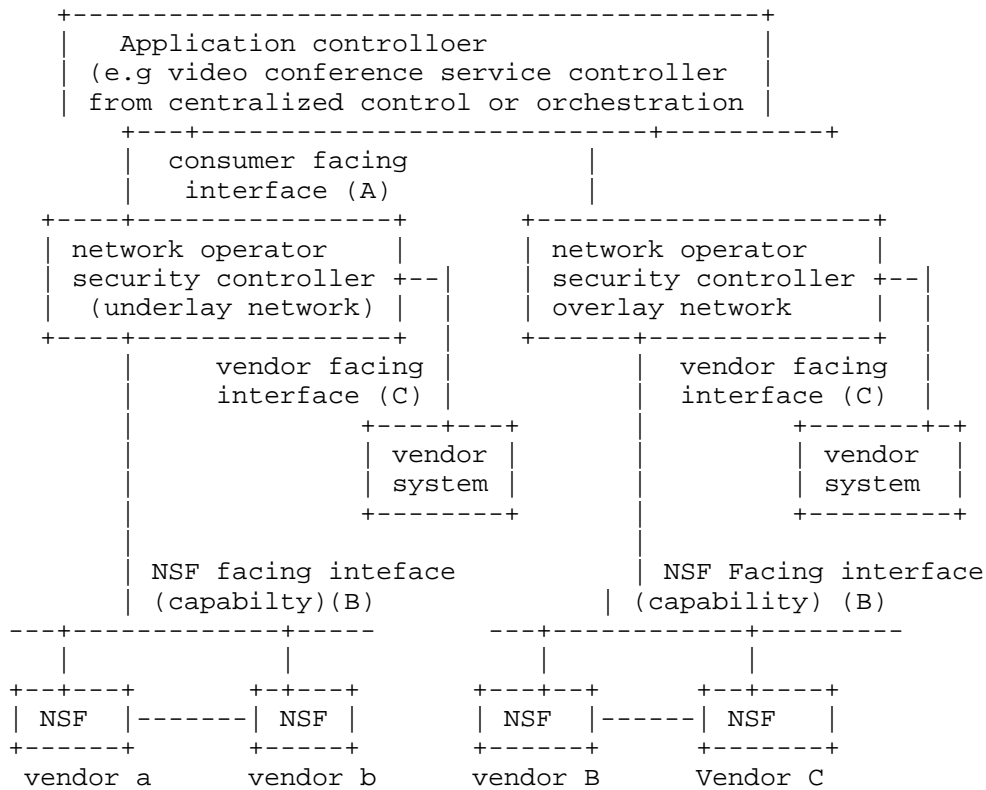 Application controlloer
(e.g video conference service controller
from centralized control or orchestration
consumer facing
interface (A)
network operator
security controller
(underlay network)
network operator
security controller
overlay network
vendor facing
interface (C)
vendor facing
interface (C)
vendor
system
vendor
system
NSF facing inteface
(capabilty)(B)
NSF Facing interface
(capability) (B)
NSF
NSF
NSF
NSF
vendor a
vendor b
vendor B
Vendor C